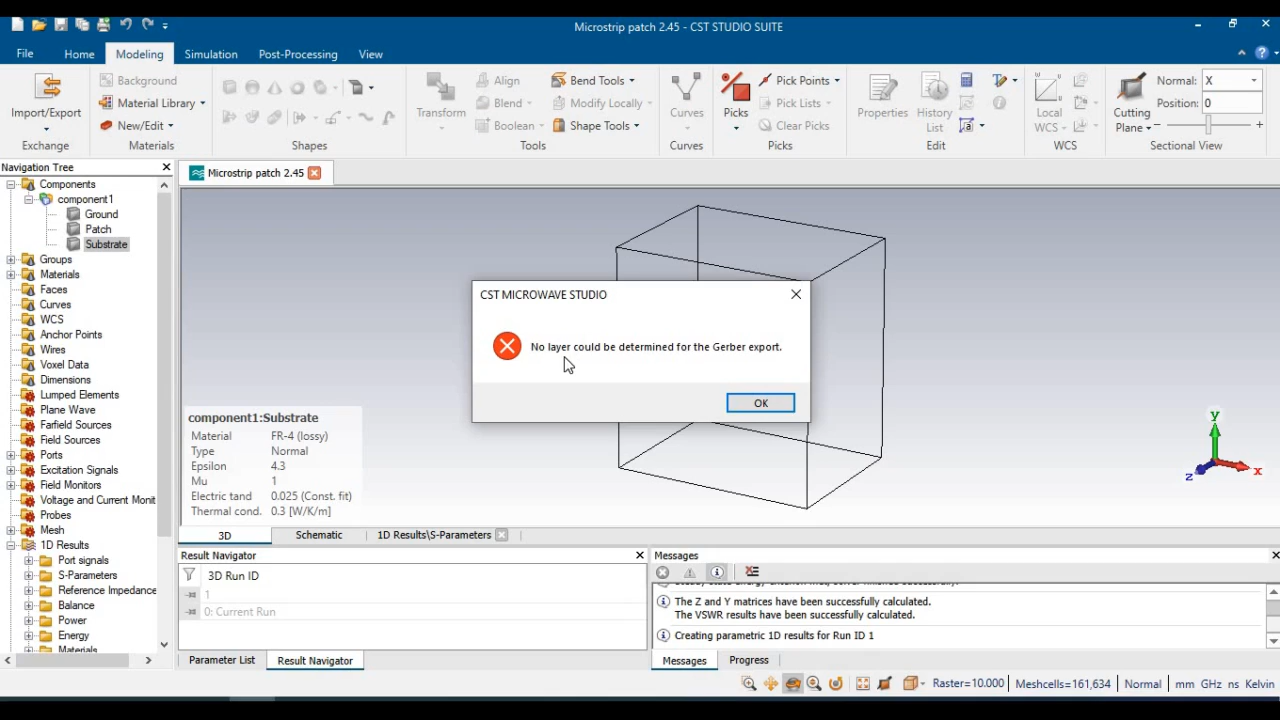 Microstrip patch 2.45 - CST STUDIO SUITE
File
Home
Modeling
Simulation
Post-Processing
View
Import/Export
Exchange
Background
Material Library
New/Edit
Materials
Shapes
Transform
Align
Blend
Boolean
Bend Tools
Modify Locally
Shape Tools
Tools
Curves
Curves
Picks
Pick Points
Pick Lists
Clear Picks
Picks
Properties
History
List
Edit
Local
WCS
WCS
Cutting
Plane
Normal: X
Position: 0
Sectional View
Navigation Tree
Components
component1
Ground
Patch
Substrate
Groups
Materials
Faces
Curves
WCS
Anchor Points
Wires
Voxel Data
Dimensions
Lumped Elements
Plane Wave
Farfield Sources
Field Sources
Ports
Excitation Signals
Field Monitors
Voltage and Current Monit
Probes
Mesh
1D Results
Port signals
S-Parameters
Reference Impedance
Balance
Power
Energy
Materials
Microstrip patch 2.45
CST MICROWAVE STUDIO
No layer could be determined for the Gerber export.
OK
component1:Substrate
Material FR-4 (lossy)
Type Normal
Epsilon 4.3
Mu 1
Electric tand 0.025 (Const. fit)
Thermal cond. 0.3 [W/K/m]
y
z
x
3D
Schematic
1D Results\S-Parameters
Result Navigator
3D Run ID
1
0: Current Run
Parameter List
Result Navigator
Messages
The Z and Y matrices have been successfully calculated.
The VSWR results have been successfully calculated.
Creating parametric 1D results for Run ID 1
Messages
Progress
Raster=10.000
Meshcells=161,634
Normal
mm GHz ns Kelvin